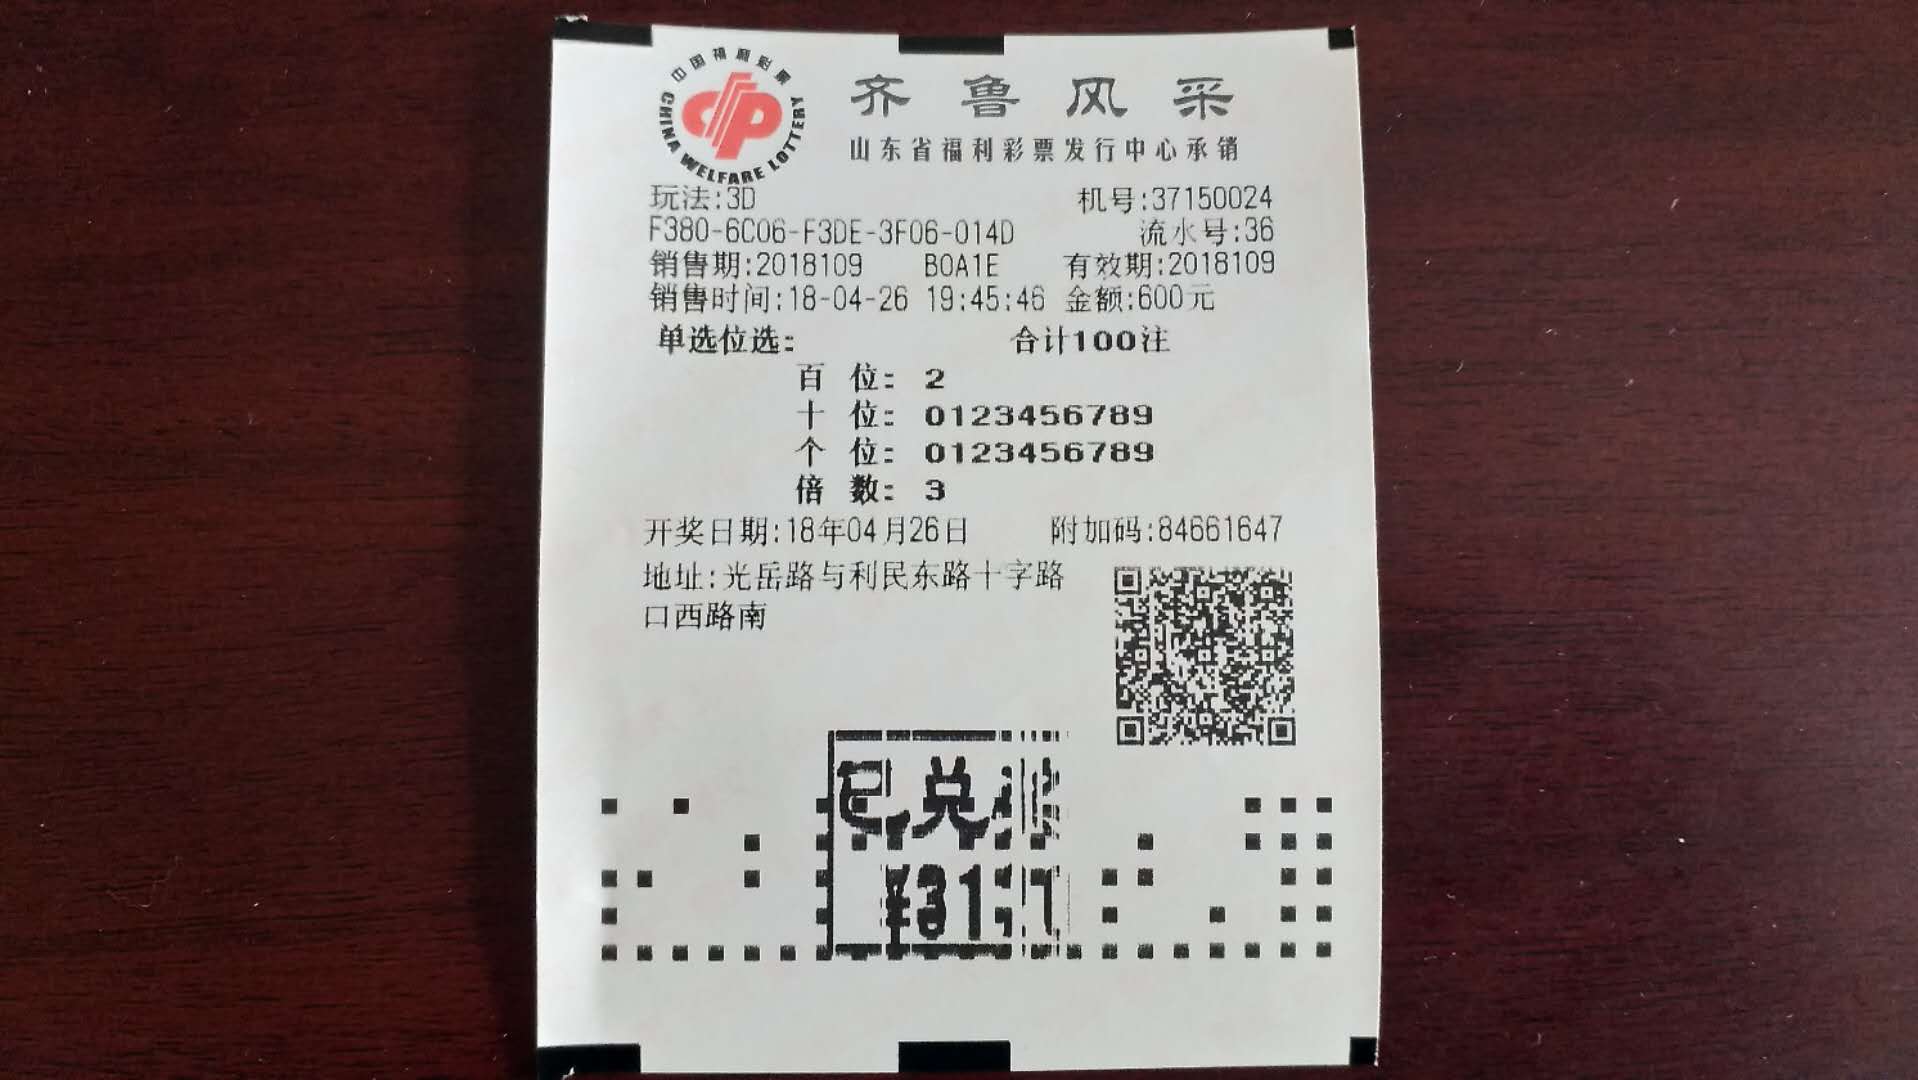 中国福利彩票
CHINA WELFARE LOTTERY
齐鲁风采
山东省福利彩票发行中心承销
玩法:3D 机号:37150024
F380-6C06-F3DE-3F06-014D 流水号:36
销售期:2018109 B0A1E 有效期:2018109
销售时间:18-04-26 19:45:46 金额:600元
单选位选: 合计100注
百 位: 2
十 位: 0123456789
个 位: 0123456789
倍 数: 3
开奖日期:18年04月26日 附加码:84661647
地址:光岳路与利民东路十字路
口西路南
已兑